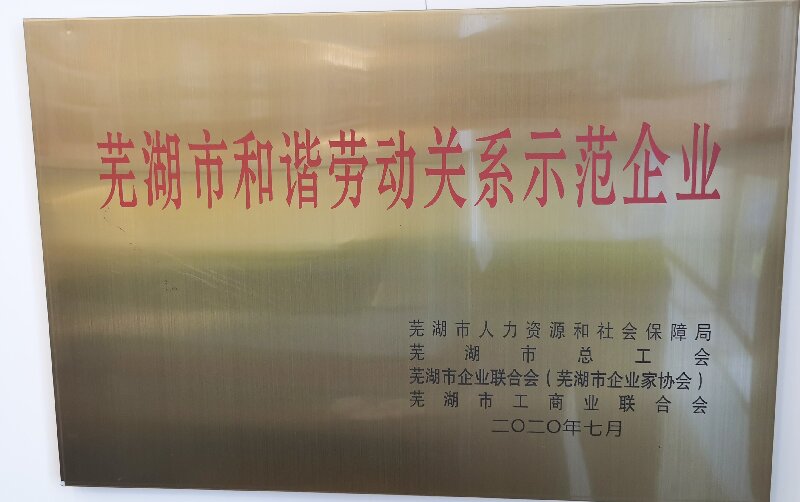 芜湖市和谐劳动关系示范企业
芜湖市人力资源和社会保障局
芜湖市总工会
芜湖市企业联合会（芜湖市企业家协会）
芜湖市工商业联合会
二〇二〇年七月